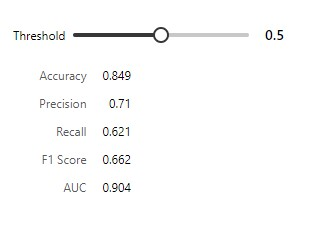 Threshold 0.5
Accuracy 0.849
Precision 0.71
Recall 0.621
F1 Score 0.662
AUC 0.904